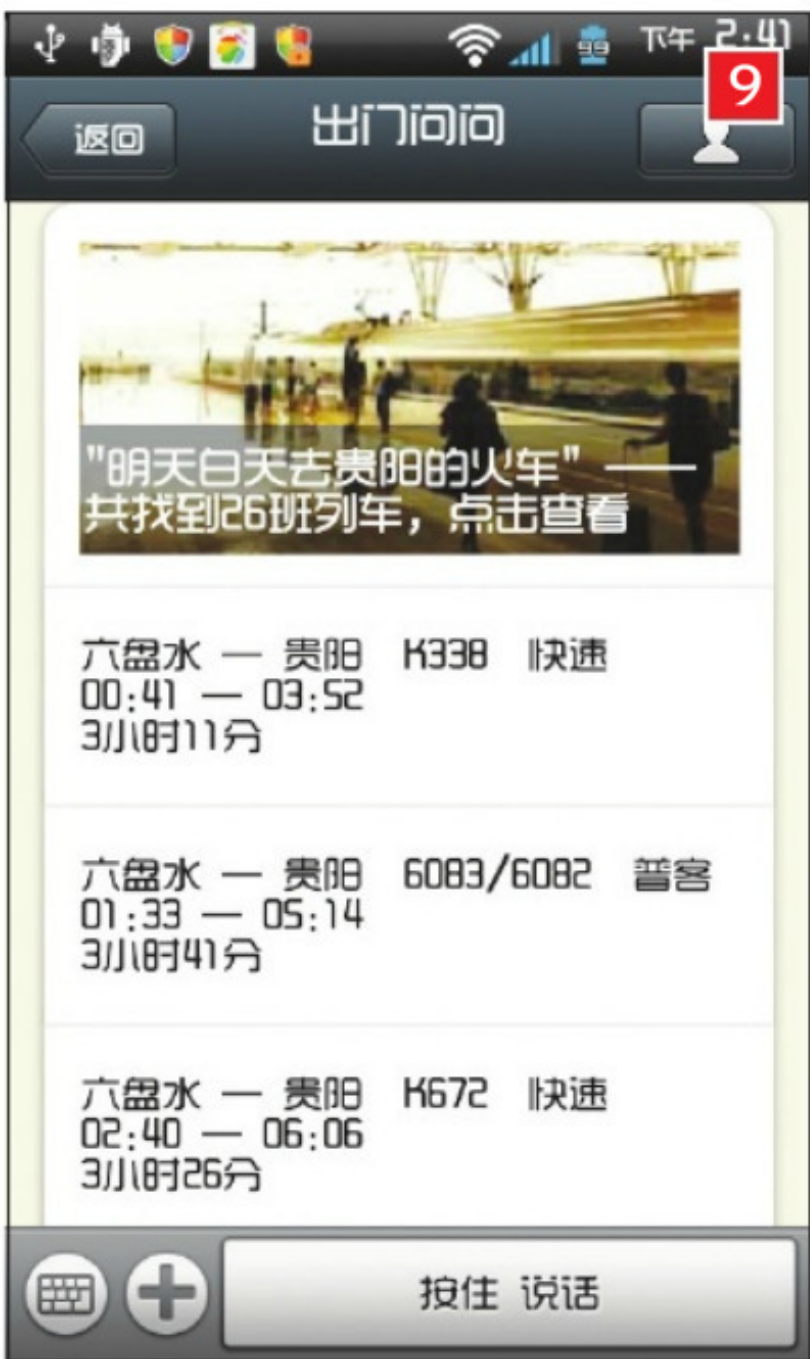 99 下午 2:41
9
返回 出门问问
"明天白天去贵阳的火车" ——
共找到26班列车，点击查看
六盘水 — 贵阳 K338 快速
00:41 — 03:52
3小时11分
六盘水 — 贵阳 6083/6082 普客
01:33 — 05:14
3小时41分
六盘水 — 贵阳 K672 快速
02:40 — 06:06
3小时26分
按住 说话